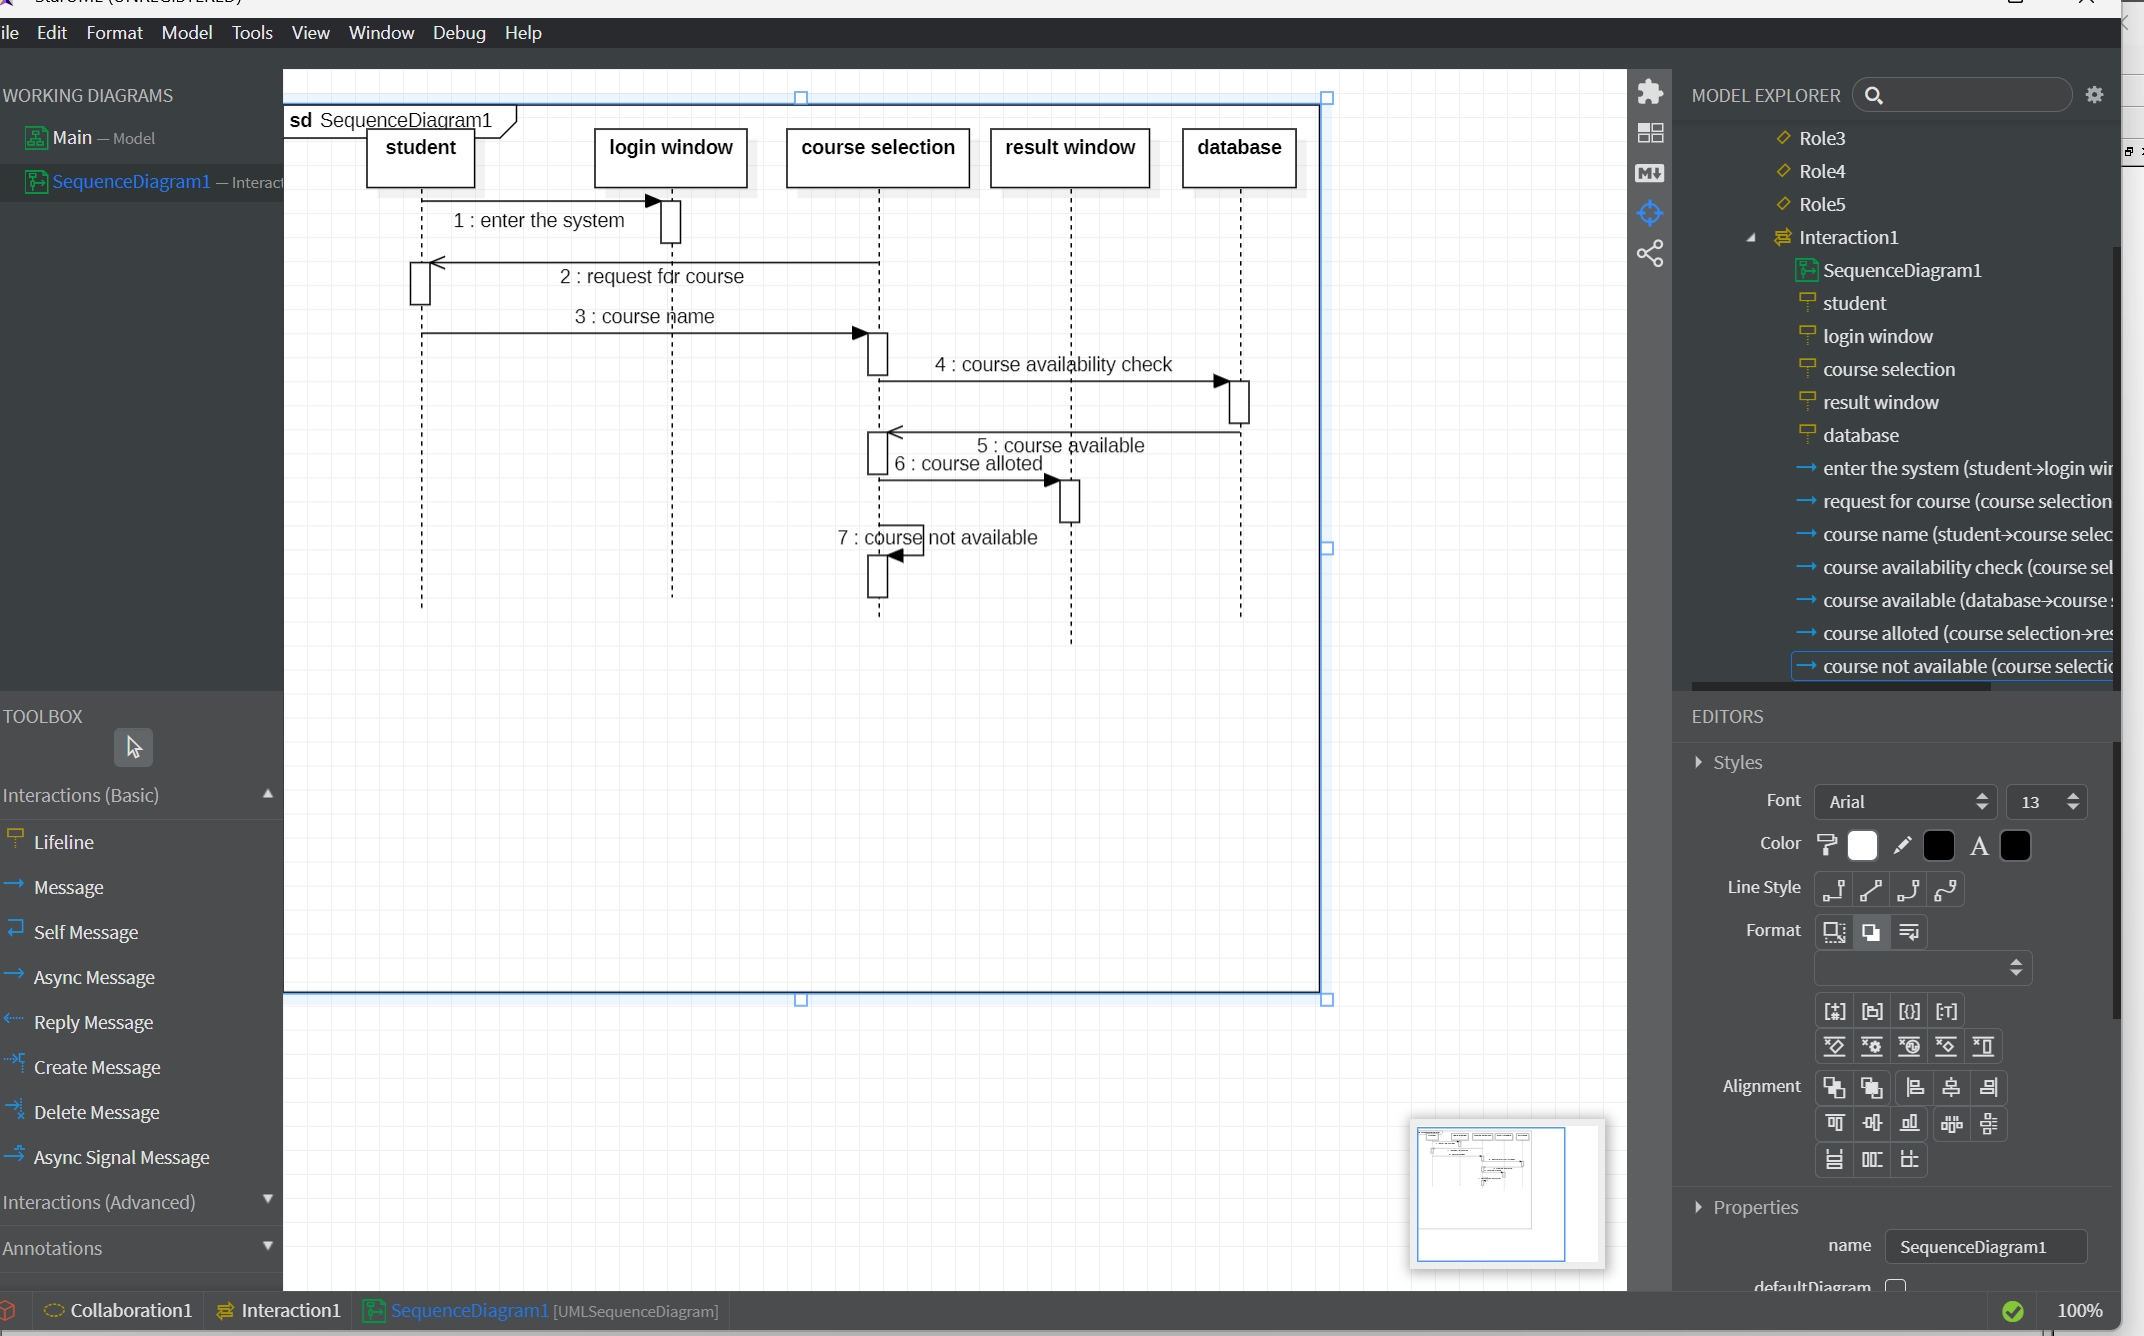 ile Edit Format Model Tools View Window Debug Help
WORKING DIAGRAMS
Main — Model
SequenceDiagram1 — Interact
TOOLBOX
Interactions (Basic)
Lifeline
Message
Self Message
Async Message
Reply Message
Create Message
Delete Message
Async Signal Message
Interactions (Advanced)
Annotations
sd SequenceDiagram1
student
login window
course selection
result window
database
1 : enter the system
2 : request for course
3 : course name
4 : course availability check
5 : course available
6 : course alloted
7 : course not available
MODEL EXPLORER
Role3
Role4
Role5
Interaction1
SequenceDiagram1
student
login window
course selection
result window
database
enter the system (student→login wir
request for course (course selection
course name (student→course selec
course availability check (course sel
course available (database→course
course alloted (course selection→res
course not available (course selectic
EDITORS
Styles
Font Arial 13
Color A
Line Style
Format
Alignment
Properties
name SequenceDiagram1
defaultDiagram
Collaboration1 Interaction1 SequenceDiagram1 [UMLSequenceDiagram] 100%